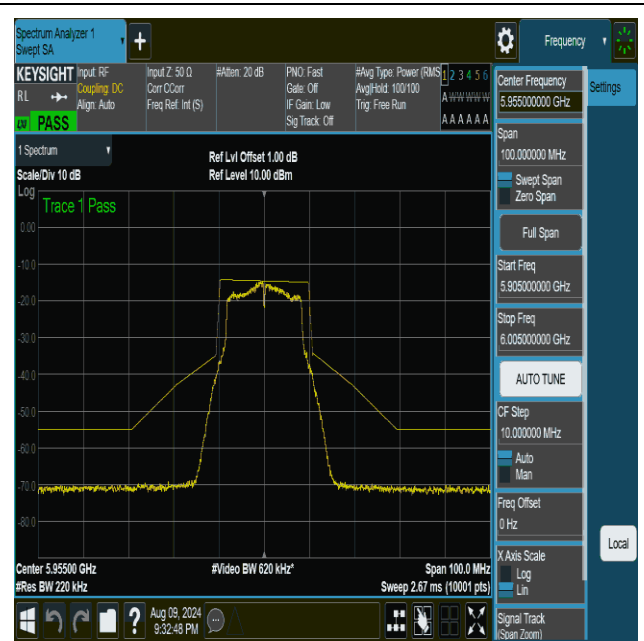 Spectrum Analyzer 1
Swept SA
Frequency
KEYSIGHT
RL
PASS
Input: RF
Coupling: DC
Align: Auto
Input Z: 50 Ω
Corr CCorr
Freq Ref: Int (S)
#Atten: 20 dB
PNO: Fast
Gate: Off
IF Gain: Low
Sig Track: Off
#Avg Type: Power (RMS
Avg|Hold: 100/100
Trig: Free Run
1 2 3 4 5 6
A W W W W W
A A A A A A
1 Spectrum
Scale/Div 10 dB
Ref Lvl Offset 1.00 dB
Ref Level 10.00 dBm
Log
Trace 1 Pass
0.00
-10.0
-20.0
-30.0
-40.0
-50.0
-60.0
-70.0
-80.0
Center 5.95500 GHz
#Res BW 220 kHz
#Video BW 620 kHz*
Span 100.0 MHz
Sweep 2.67 ms (10001 pts)
Aug 09, 2024
9:32:48 PM
Center Frequency
5.955000000 GHz
Settings
Span
100.000000 MHz
Swept Span
Zero Span
Full Span
Start Freq
5.905000000 GHz
Stop Freq
6.005000000 GHz
AUTO TUNE
CF Step
10.000000 MHz
Auto
Man
Freq Offset
0 Hz
X Axis Scale
Log
Lin
Local
Signal Track
(Span Zoom)